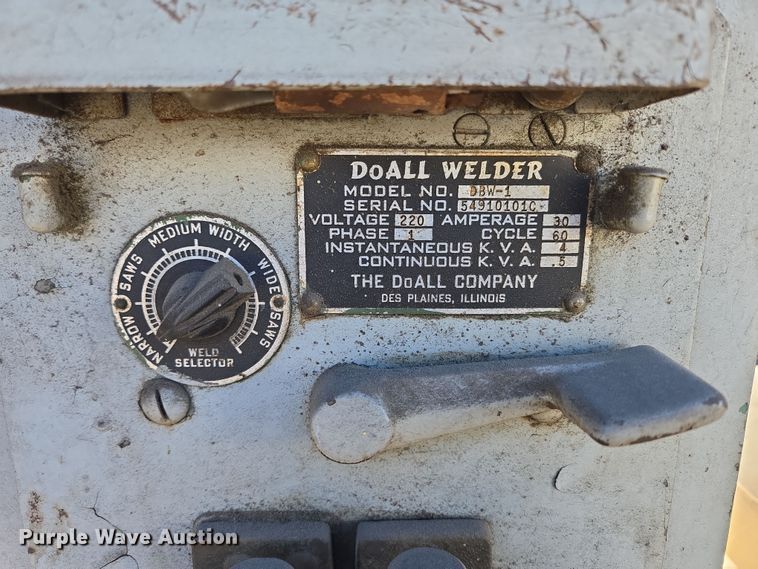 DoALL WELDER
MODEL NO. DBW-1
SERIAL NO. 54910101C
VOLTAGE 220 AMPERAGE 30
PHASE 1 CYCLE 60
INSTANTANEOUS K.V.A. 4
CONTINUOUS K.V.A. .5
THE DoALL COMPANY
DES PLAINES, ILLINOIS
NARROW SAWS MEDIUM WIDTH WIDE SAWS
WELD
SELECTOR
Purple Wave Auction